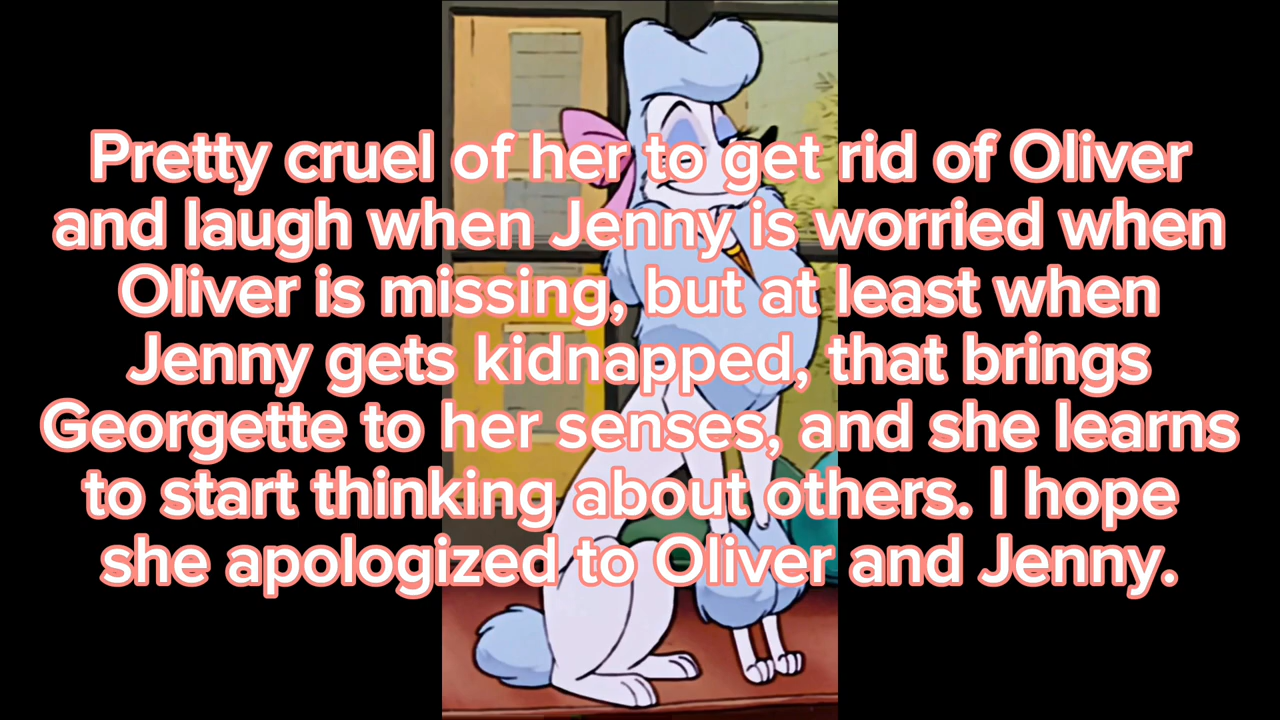 Pretty cruel of her to get rid of Oliver
and laugh when Jenny is worried when
Oliver is missing, but at least when
Jenny gets kidnapped, that brings
Georgette to her senses, and she learns
to start thinking about others. I hope
she apologized to Oliver and Jenny.